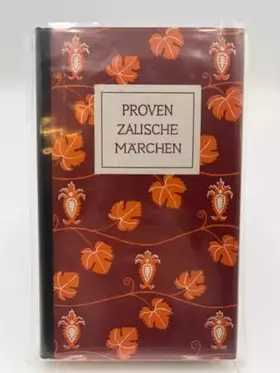 PROVEN
ZALISCHE
MÄRCHEN